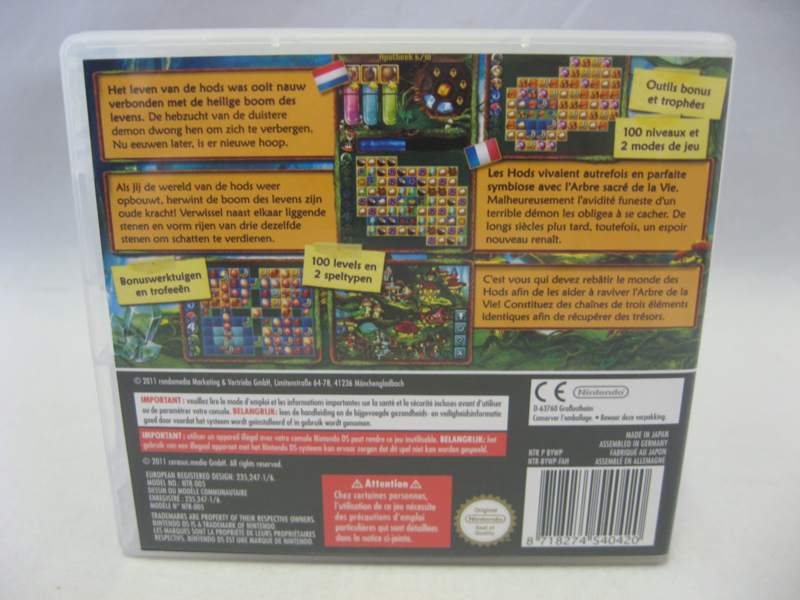 Apotheek 6/30
Het leven van de hods was ooit nauw
verbonden met de heilige boom des
levens. De hebzucht van de duistere
demon dwong hen om zich te verbergen.
Nu eeuwen later, is er nieuwe hoop.
Als jij de wereld van de hods weer
opbouwt, herwint de boom des levens zijn
oude kracht! Verwissel naast elkaar liggende
stenen en vorm rijen van drie dezelfde
stenen om schatten te verdienen.
Bonuswerktuigen
en trofeeën
100 levels en
2 speltypen
Outils bonus
et trophées
100 niveaux et
2 modes de jeu
Les Hods vivaient autrefois en parfaite
symbiose avec l'Arbre sacré de la Vie.
Malheureusement l'avidité funeste d'un
terrible démon les obligea à se cacher. De
longs siècles plus tard, toutefois, un espoir
nouveau renaît.
C'est vous qui devez rebâtir le monde des
Hods afin de les aider à raviver l'Arbre de la
Vie! Constituez des chaînes de trois éléments
identiques afin de récupérer des trésors.
© 2011 rondomedia Marketing & Vertriebs GmbH, Limitenstraße 64-78, 41236 Mönchengladbach
IMPORTANT : veuillez lire la mode d'emploi et les informations importantes sur la santé et la sécurité incluses avant d'utiliser
ou de paramétrer votre console. BELANGRIJK: lees de handleiding en de bijgevoegde gezondheids- en veiligheidsinformatie
goed door voordat het systeem wordt geïnstalleerd of in gebruik wordt genomen.
IMPORTANT : utiliser un appareil illégal avec votre console Nintendo DS peut rendre ce jeu inutilisable. BELANGRIJK: het
gebruik van een illegaal apparaat met het Nintendo DS-systeem kan ervoor zorgen dat dit spel niet kan worden gespeeld.
© 2011 cerasus.media GmbH. All rights reserved.
EUROPEAN REGISTERED DESIGN: 235,247-1/6.
MODEL NO.: NTR-005
DESSIN OU MODÈLE COMMUNAUTAIRE
ENREGISTRÉ : 235.247-1/6.
MODÈLE N° NTR-005
TRADEMARKS ARE PROPERTY OF THEIR RESPECTIVE OWNERS.
NINTENDO DS IS A TRADEMARK OF NINTENDO.
LES MARQUES SONT LA PROPRIÉTÉ DE LEURS PROPRIÉTAIRES
RESPECTIFS. NINTENDO DS EST UNE MARQUE DE NINTENDO.
Attention
Chez certaines personnes,
l'utilisation de ce jeu nécessite
des précautions d'emploi
particulières qui sont détaillées
dans la notice ci-jointe.
Original
Nintendo
Seal of
Quality
CE Nintendo
D-63760 Großostheim
Conserver l'emballage. • Bewaar deze verpakking.
MADE IN JAPAN
ASSEMBLED IN GERMANY
NTR P BYWP FABRIQUÉ AU JAPON
NTR-BYWP-FAH ASSEMBLÉ EN ALLEMAGNE
8 718274 540420